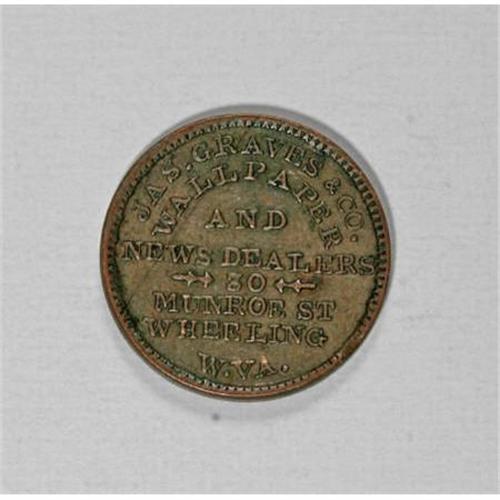 JAS. GRAVES & CO.
WALLPAPER
AND
NEWS DEALERS
30
MUNROE ST
WHEELING
W.VA.